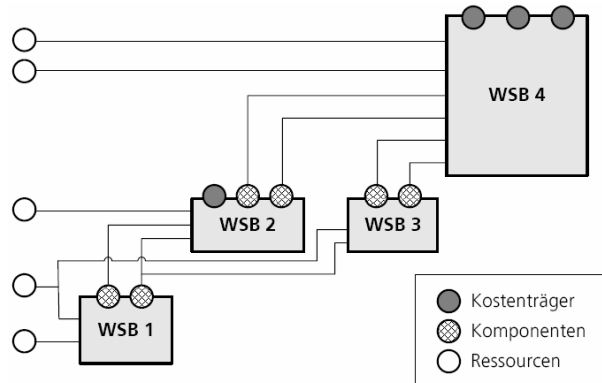 WSB 4
WSB 2
WSB 3
WSB 1
Kostenträger
Komponenten
Ressourcen